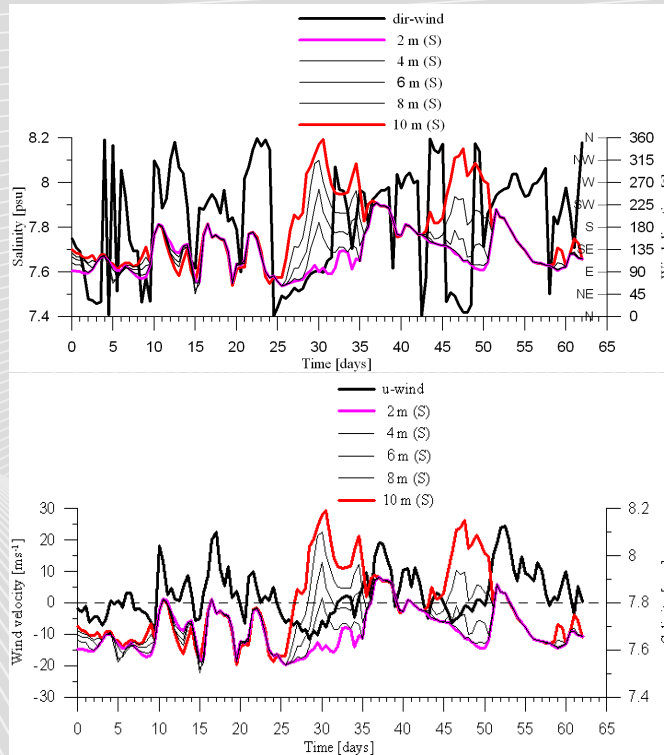 dir-wind
2 m (S)
4 m (S)
6 m (S)
8 m (S)
10 m (S)
8.2
8
7.8
7.6
7.4
Salinity [psu]
N
NW
W
SW
S
SE
E
NE
N
360
315
270
225
180
135
90
45
0
0 5 10 15 20 25 30 35 40 45 50 55 60 65
Time [days]
u-wind
2 m (S)
4 m (S)
6 m (S)
8 m (S)
10 m (S)
30
20
10
0
-10
-20
-30
Wind velocity [ms-1]
8.2
8
7.8
7.6
7.4
0 5 10 15 20 25 30 35 40 45 50 55 60 65
Time [days]